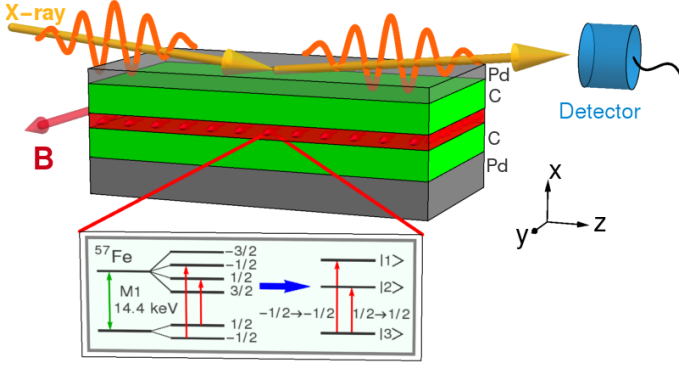 X-ray
Pd
C
Detector
B
C
Pd
x
y
z
57Fe
M1
14.4 keV
-3/2
-1/2
1/2
3/2
1/2
-1/2
|1>
|2>
-1/2→-1/2
1/2→1/2
|3>